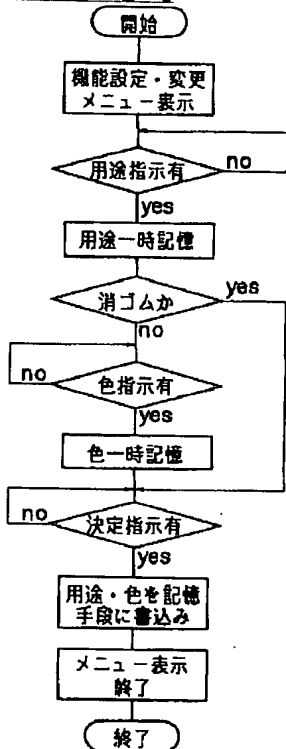 開始
機能設定・変更
メニュー表示
用途指示有
no
yes
用途一時記憶
消ゴムか
yes
no
no
色指示有
yes
色一時記憶
no
決定指示有
yes
用途・色を記憶
手段に書込み
メニュー表示
終了
終了